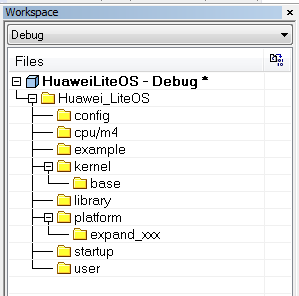 Workspace
Debug
Files
HuaweiLiteOS - Debug *
Huawei_LiteOS
config
cpu/m4
example
kernel
base
library
platform
expand_xxx
startup
user